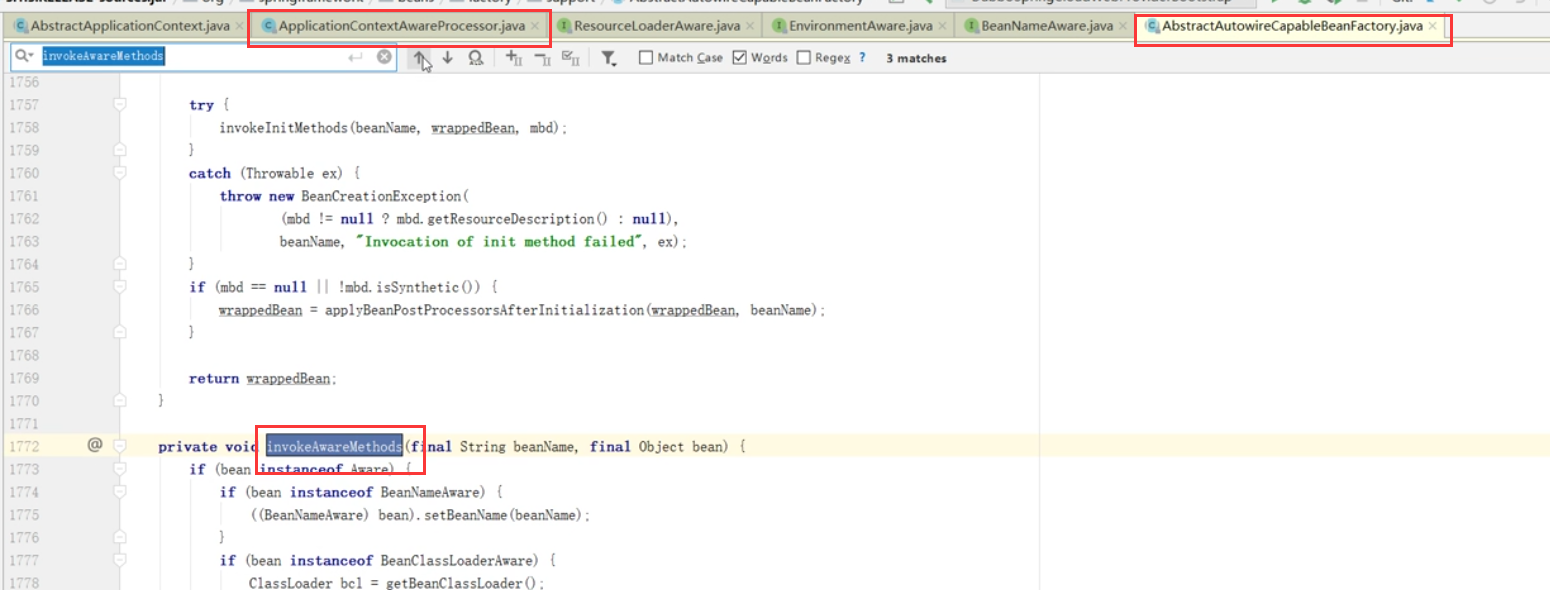 AbstractApplicationContext.java × ApplicationContextAwareProcessor.java × ResourceLoaderAware.java × EnvironmentAware.java × BeanNameAware.java × AbstractAutowireCapableBeanFactory.java ×
invokeAwareMethods Match Case Words Regex ? 3 matches
1756
1757 try {
1758 invokeInitMethods(beanName, wrappedBean, mbd);
1759 }
1760 catch (Throwable ex) {
1761 throw new BeanCreationException(
1762 (mbd != null ? mbd.getResourceDescription() : null),
1763 beanName, "Invocation of init method failed", ex);
1764 }
1765 if (mbd == null || !mbd.isSynthetic()) {
1766 wrappedBean = applyBeanPostProcessorsAfterInitialization(wrappedBean, beanName);
1767 }
1768
1769 return wrappedBean;
1770 }
1771
1772 @ private void invokeAwareMethods(final String beanName, final Object bean) {
1773 if (bean instanceof Aware) {
1774 if (bean instanceof BeanNameAware) {
1775 ((BeanNameAware) bean).setBeanName(beanName);
1776 }
1777 if (bean instanceof BeanClassLoaderAware) {
1778 ClassLoader bcl = getBeanClassLoader();